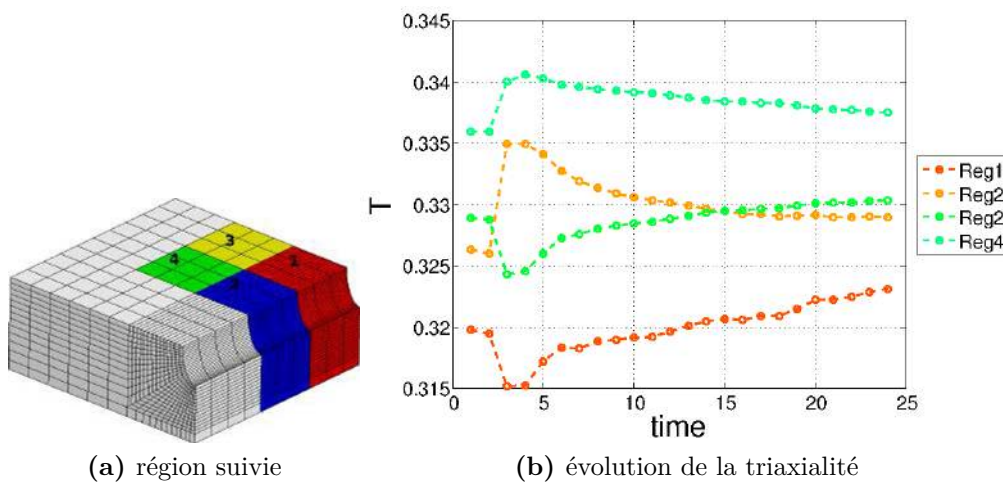 3
4
1
2
0.345
0.34
0.335
0.33
0.325
0.32
0.315
T
0 5 10 15 20 25
time
Reg1
Reg2
Reg2
Reg4
(a) région suivie
(b) évolution de la triaxialité